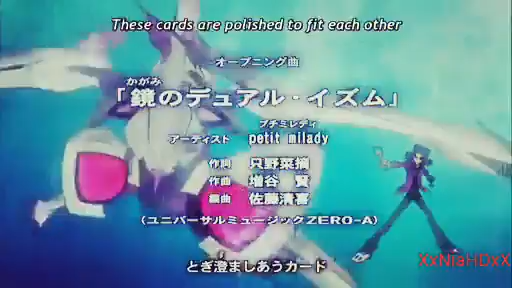 These cards are polished to fit each other
オープニング曲
かがみ
「鏡のデュアル・イズム」
プチミレディ
アーティスト petit milady
作詞 只野菜摘
作曲 増谷 賢
編曲 佐藤清喜
(ユニバーサルミュージックZERO-A)
XxNiaHDxX
とぎ澄ましあうカード